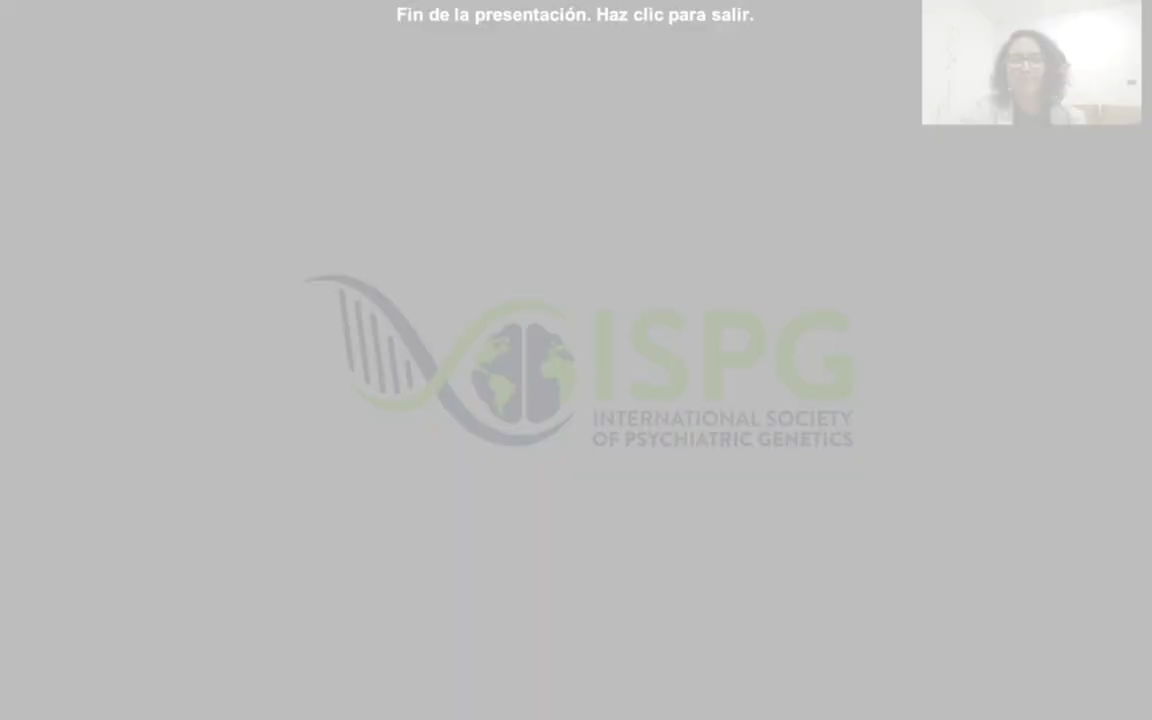 Fin de la presentación. Haz clic para salir.
ISPG
INTERNATIONAL SOCIETY
OF PSYCHIATRIC GENETICS